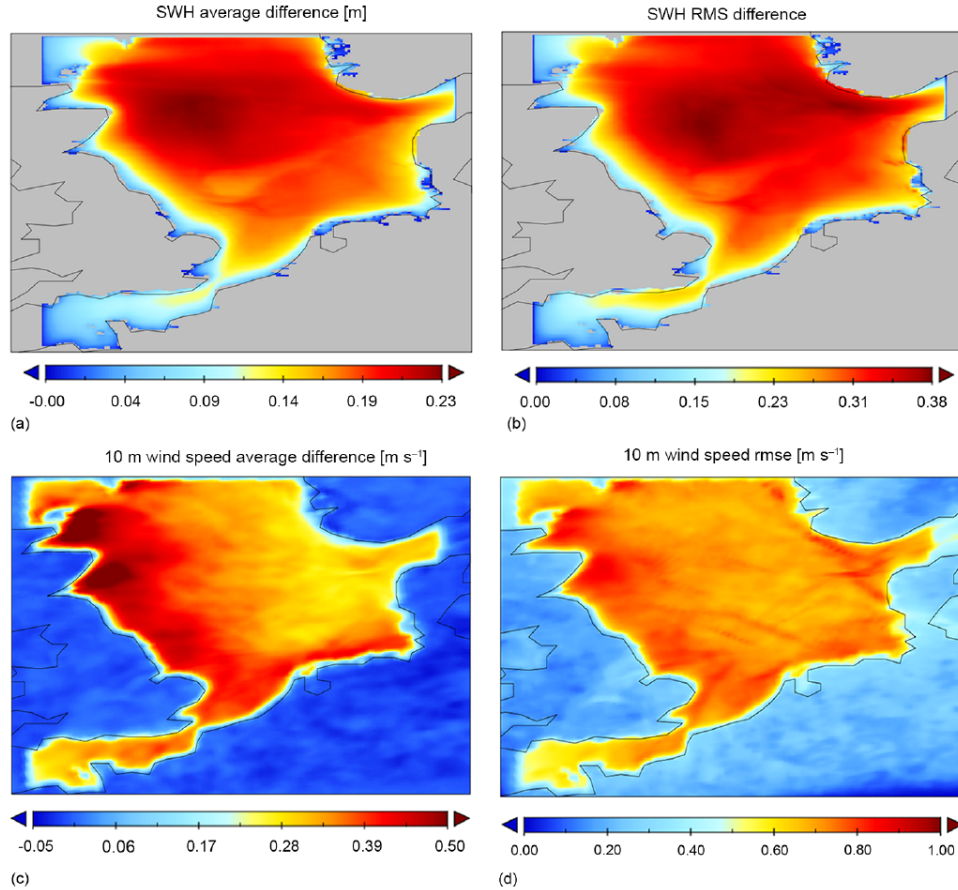 SWH average difference [m]
SWH RMS difference
-0.00 0.04 0.09 0.14 0.19 0.23
0.00 0.08 0.15 0.23 0.31 0.38
(a)
(b)
10 m wind speed average difference [m s⁻¹]
10 m wind speed rmse [m s⁻¹]
-0.05 0.06 0.17 0.28 0.39 0.50
0.00 0.20 0.40 0.60 0.80 1.00
(c)
(d)